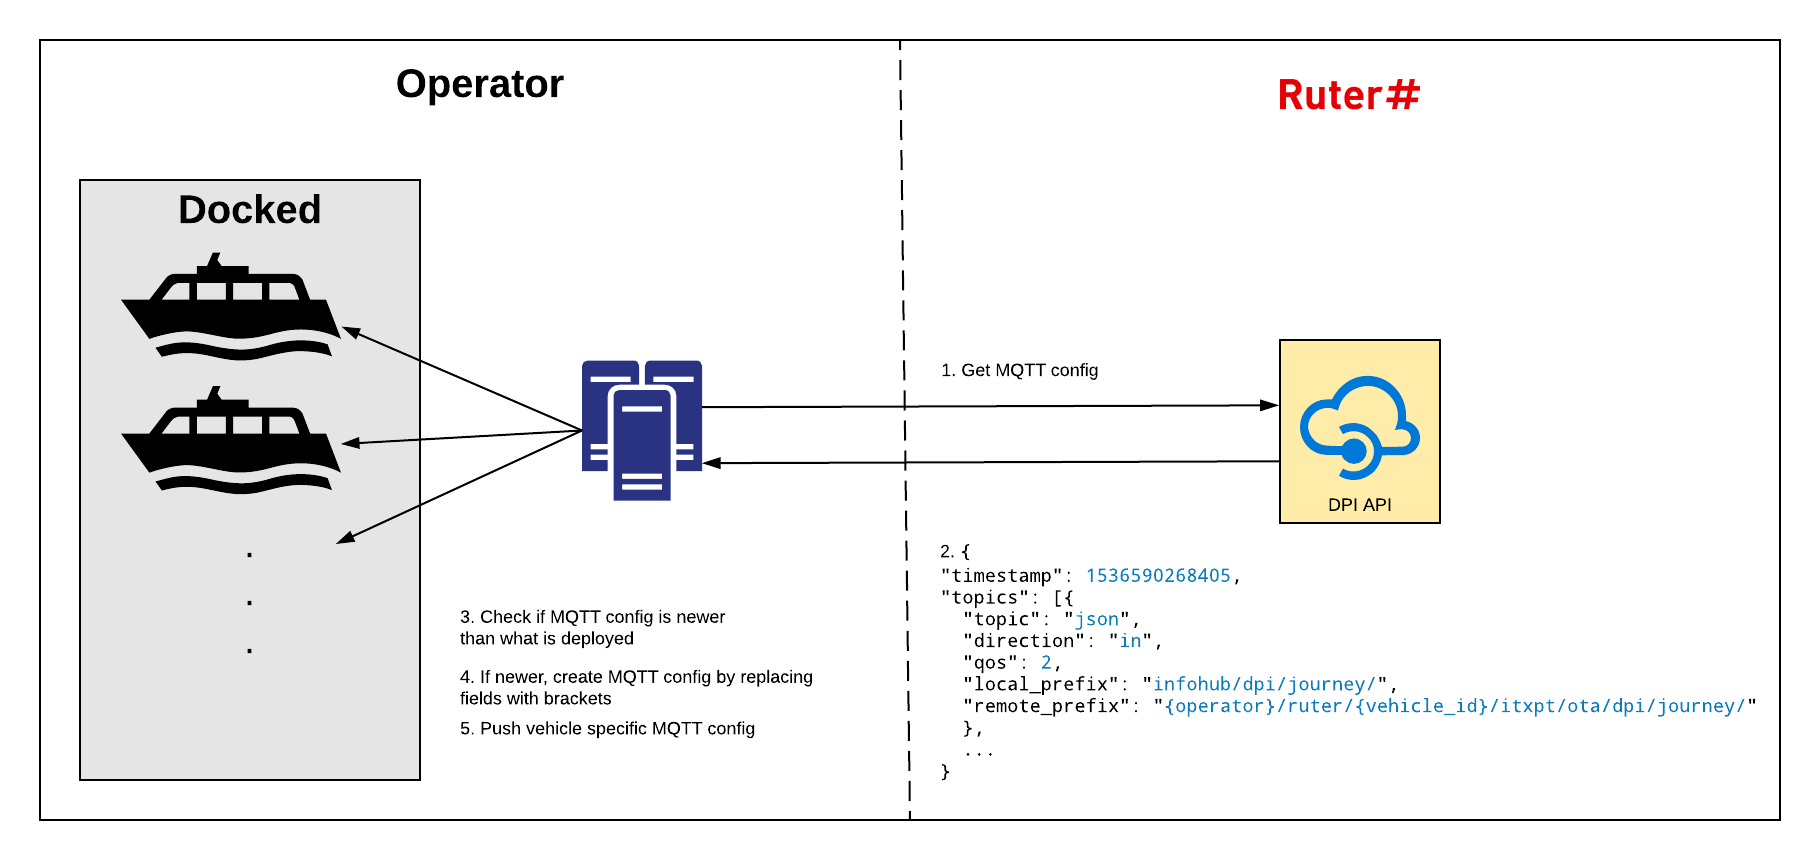 Operator
Ruter#
Docked
1. Get MQTT config
DPI API
2. {
"timestamp": 1536590268405,
"topics": [{
"topic": "json",
"direction": "in",
"qos": 2,
"local_prefix": "infohub/dpi/journey/",
"remote_prefix": "{operator}/ruter/{vehicle_id}/itxpt/ota/dpi/journey/"
},
...
}
3. Check if MQTT config is newer
than what is deployed
4. If newer, create MQTT config by replacing
fields with brackets
5. Push vehicle specific MQTT config